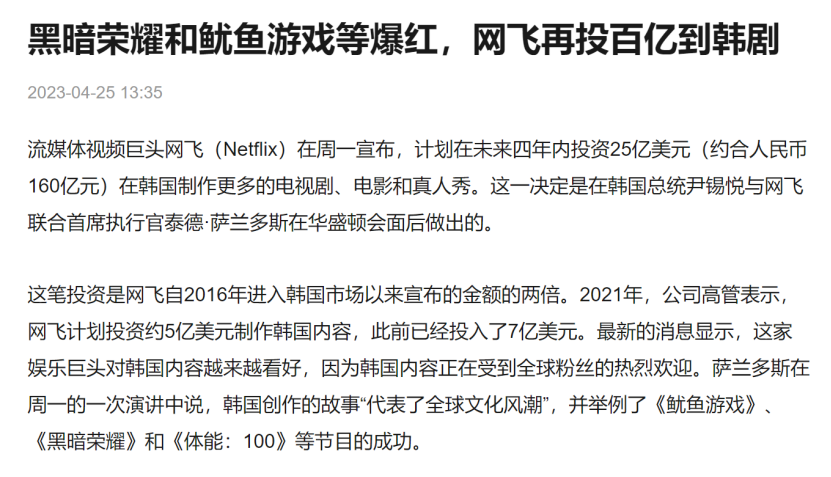 黑暗荣耀和鱿鱼游戏等爆红，网飞再投百亿到韩剧
2023-04-25 13:35
流媒体视频巨头网飞（Netflix）在周一宣布，计划在未来四年内投资25亿美元（约合人民币
160亿元）在韩国制作更多的电视剧、电影和真人秀。这一决定是在韩国总统尹锡悦与网飞
联合首席执行官泰德·萨兰多斯在华盛顿会面后做出的。
这笔投资是网飞自2016年进入韩国市场以来宣布的金额的两倍。2021年，公司高管表示，
网飞计划投资约5亿美元制作韩国内容，此前已经投入了7亿美元。最新的消息显示，这家
娱乐巨头对韩国内容越来越看好，因为韩国内容正在受到全球粉丝的热烈欢迎。萨兰多斯在
周一的一次演讲中说，韩国创作的故事“代表了全球文化风潮”，并举例了《鱿鱼游戏》、
《黑暗荣耀》和《体能：100》等节目的成功。